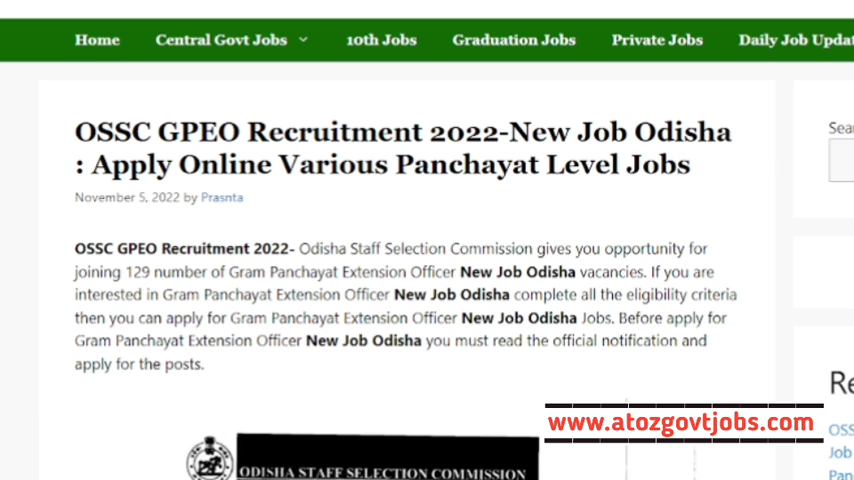 Home Central Govt Jobs 10th Jobs Graduation Jobs Private Jobs Daily Job
OSSC GPEO Recruitment 2022-New Job Odisha
: Apply Online Various Panchayat Level Jobs
November 5, 2022 by Prasnta
OSSC GPEO Recruitment 2022- Odisha Staff Selection Commission gives you opportunity for
joining 129 number of Gram Panchayat Extension Officer New Job Odisha vacancies. If you are
interested in Gram Panchayat Extension Officer New Job Odisha complete all the eligibility criteria
then you can apply for Gram Panchayat Extension Officer New Job Odisha Jobs. Before apply for
Gram Panchayat Extension Officer New Job Odisha you must read the official notification and
apply for the posts.
www.atozgovtjobs.com
ODISHA STAFF SELECTION COMMISSION
OSS
Job
Pan